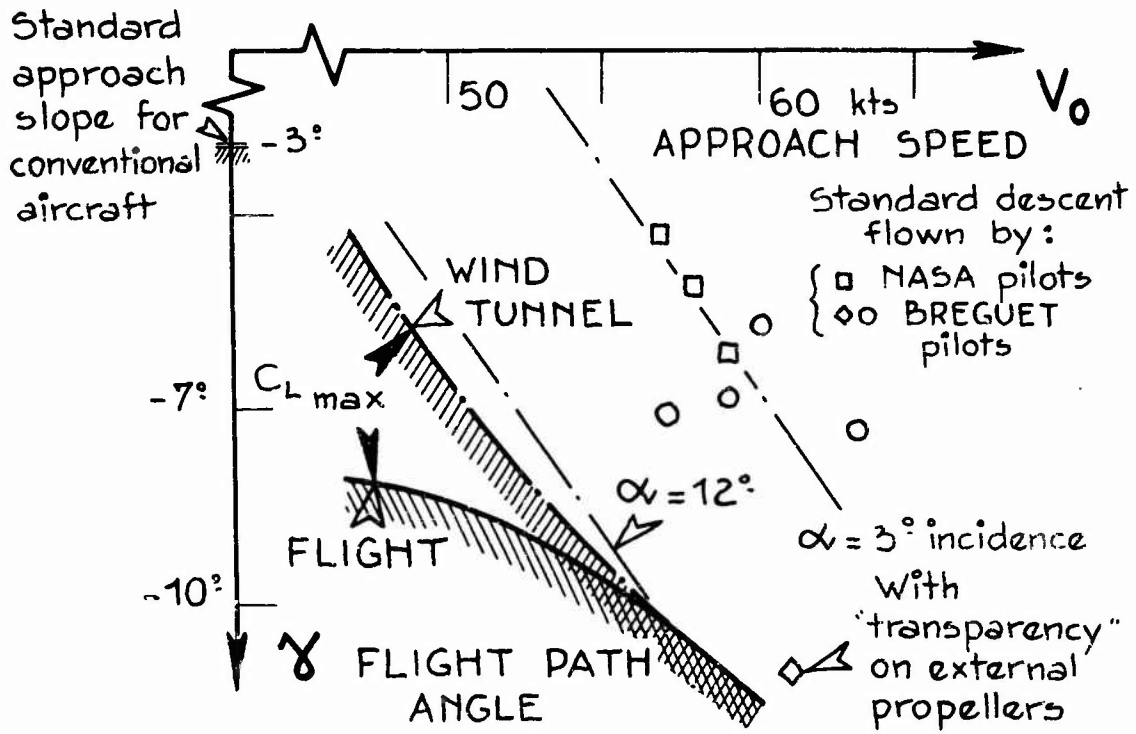 Standard
approach
slope for
conventional
aircraft
-3°
50
60 kts
V₀
APPROACH SPEED
Standard descent
flown by:
{ □ NASA pilots
{ ◇○ BREGUET
pilots
WIND
TUNNEL
C_L max
-7°
α = 12°
FLIGHT
α = 3° incidence
With
"transparency"
on external
propellers
-10°
γ FLIGHT PATH
ANGLE